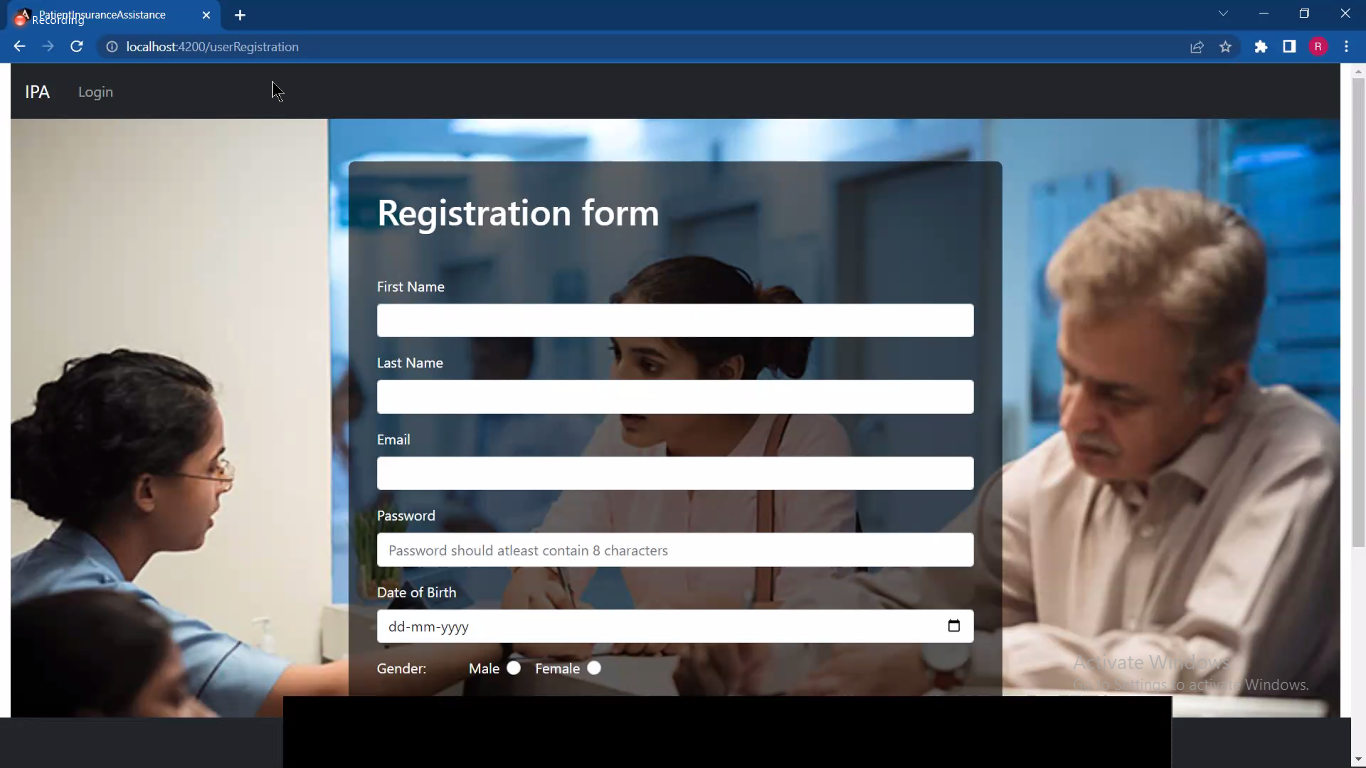 PatientInsuranceAssistance
Recording
localhost:4200/userRegistration
R
IPA Login
Registration form
First Name
Last Name
Email
Password
Password should atleast contain 8 characters
Date of Birth
dd-mm-yyyy
Gender: Male Female
Activate Windows
Settings to activate Windows.